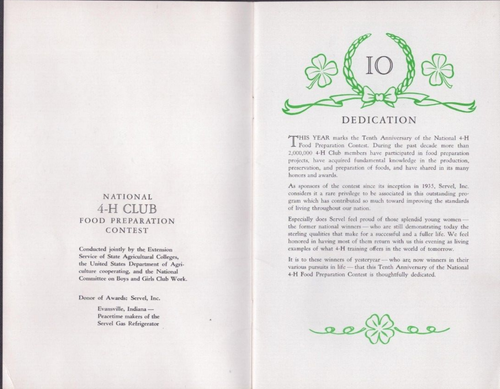 NATIONAL
4-H CLUB
FOOD PREPARATION
CONTEST
Conducted jointly by the Extension
Service of State Agricultural Colleges,
the United States Department of Agri-
culture cooperating, and the National
Committee on Boys and Girls Club Work.
Donor of Awards: Servel, Inc.
Evansville, Indiana —
Peacetime makers of the
Servel Gas Refrigerator
10
DEDICATION
THIS YEAR marks the Tenth Anniversary of the National 4-H
Food Preparation Contest. During the past decade more than
2,000,000 4-H Club members have participated in food preparation
projects, have acquired fundamental knowledge in the production,
preservation, and preparation of foods, and have shared in its many
honors and awards.
As sponsors of the contest since its inception in 1933, Servel, Inc.
considers it a rare privilege to be associated in this outstanding pro-
gram which has contributed so much toward improving the standards
of living throughout our nation.
Especially does Servel feel proud of those splendid young women —
the former national winners — who are still demonstrating today the
sterling qualities that make for a successful and a fuller life. We feel
honored in having most of them return with us this evening as living
examples of what 4-H training offers in the world of tomorrow.
It is to these winners of yesteryear — who are now winners in their
various pursuits in life — that this Tenth Anniversary of the National
4-H Food Preparation Contest is thoughtfully dedicated.